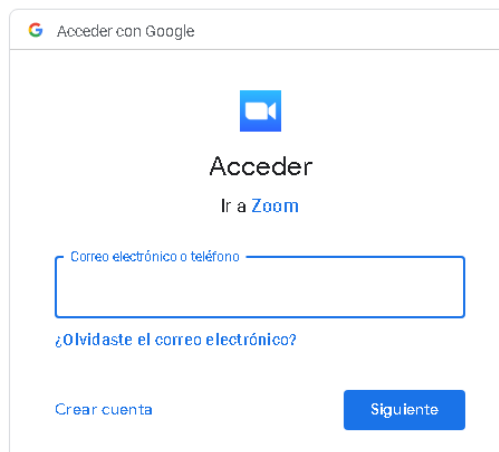 Acceder con Google
Acceder
Ir a Zoom
Correo electrónico o teléfono
¿Olvidaste el correo electrónico?
Crear cuenta
Siguiente